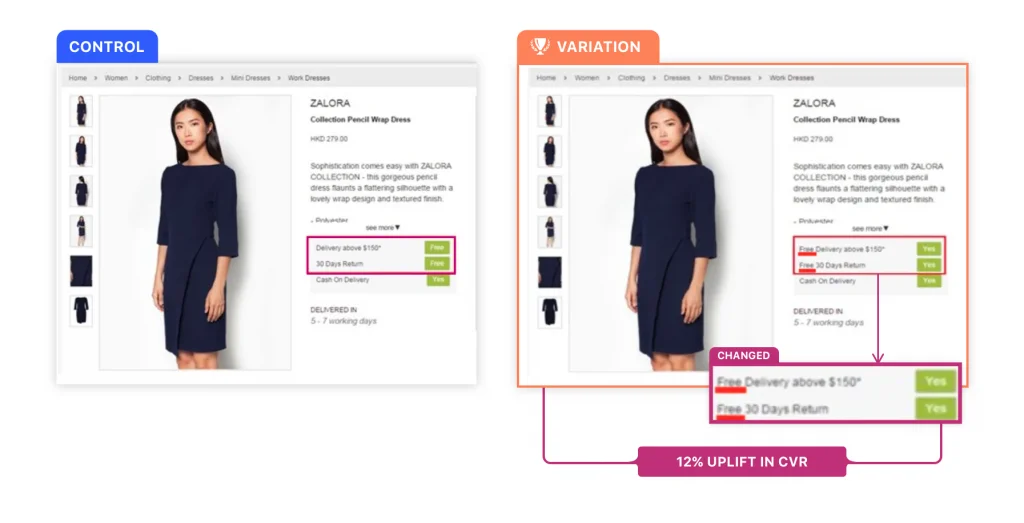 CONTROL
Home > Women > Clothing > Dresses > Mini Dresses > Work Dresses
ZALORA
Collection Pencil Wrap Dress
HKD 279.00
Sophistication comes easy with ZALORA
COLLECTION - this gorgeous pencil
dress flaunts a flattering silhouette with a
lovely wrap design and textured finish.
- Polyester
see more▼
Delivery above $150* Free
30 Days Return Free
Cash On Delivery Yes
DELIVERED IN
5 - 7 working days
VARIATION
Home > Women > Clothing > Dresses > Mini Dresses > Work Dresses
ZALORA
Collection Pencil Wrap Dress
HKD 279.00
Sophistication comes easy with ZALORA
COLLECTION - this gorgeous pencil
dress flaunts a flattering silhouette with a
lovely wrap design and textured finish.
- Polyester
see more▼
Free Delivery above $150* Yes
Free 30 Days Return Yes
Cash On Delivery Yes
DELIVERED IN
5 - 7 working days
CHANGED
Free Delivery above $150* Yes
Free 30 Days Return Yes
12% UPLIFT IN CVR